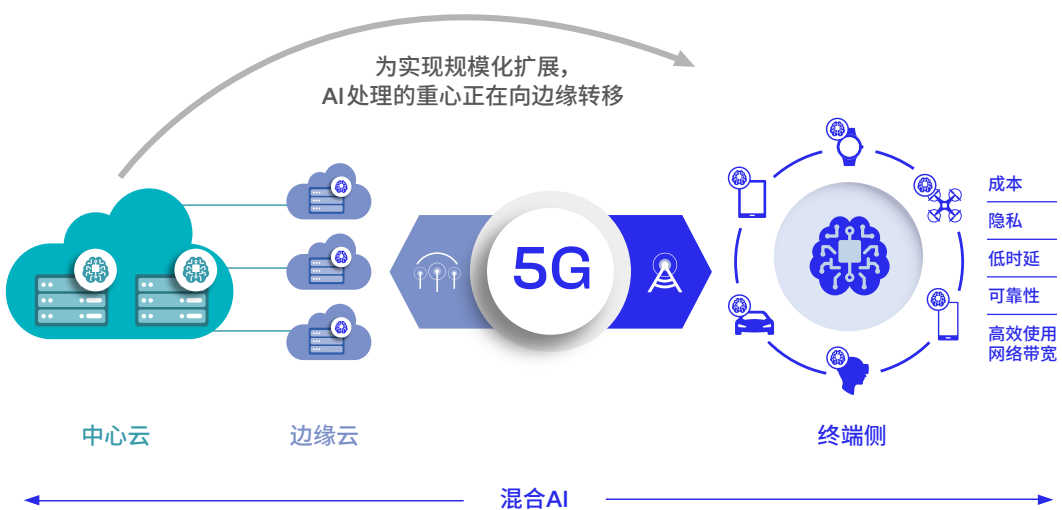 为实现规模化扩展，
AI处理的重心正在向边缘转移
5G
成本
隐私
低时延
可靠性
高效使用
网络带宽
中心云
边缘云
终端侧
混合AI